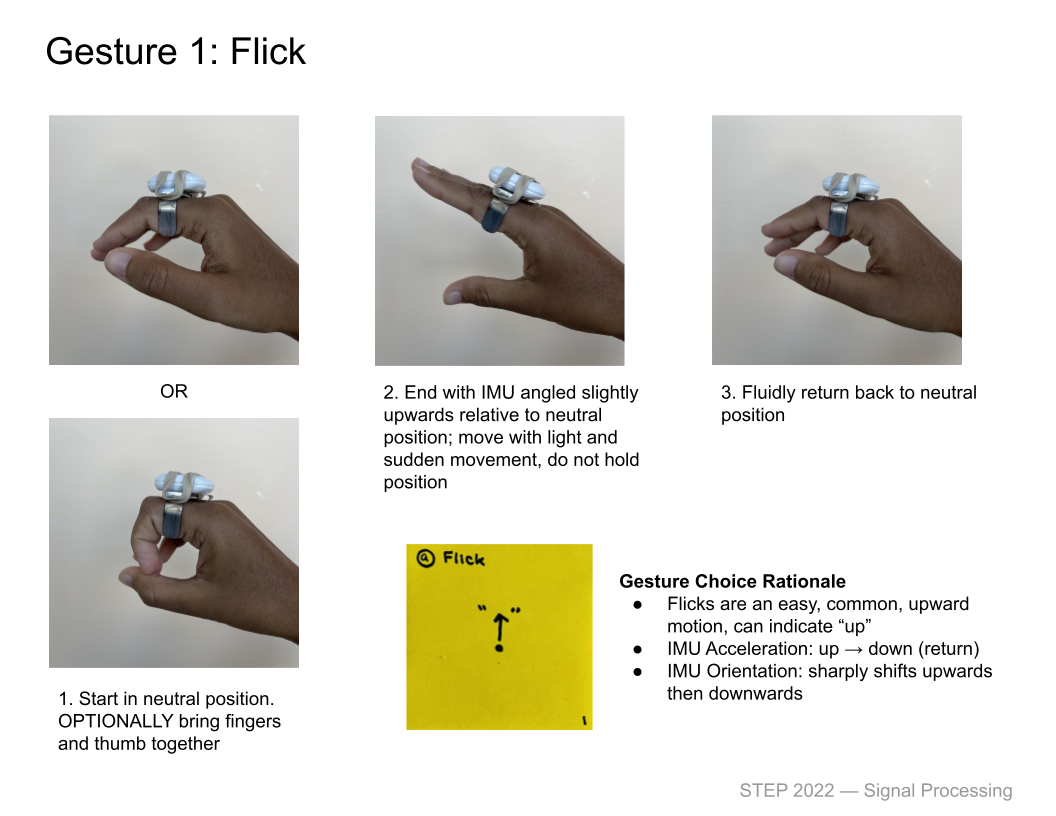 Gesture 1: Flick
OR
1. Start in neutral position.
OPTIONALLY bring fingers
and thumb together
2. End with IMU angled slightly
upwards relative to neutral
position; move with light and
sudden movement, do not hold
position
3. Fluidly return back to neutral
position
@ Flick
“ ”
1
Gesture Choice Rationale
● Flicks are an easy, common, upward
motion, can indicate “up”
● IMU Acceleration: up → down (return)
● IMU Orientation: sharply shifts upwards
then downwards
STEP 2022 — Signal Processing